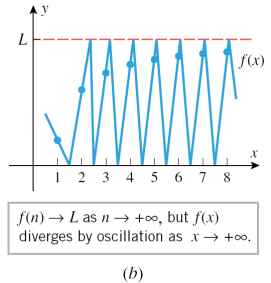 y
L
f(x)
x
1 2 3 4 5 6 7 8
f(n) → L as n → +∞, but f(x)
diverges by oscillation as x → +∞.
(b)